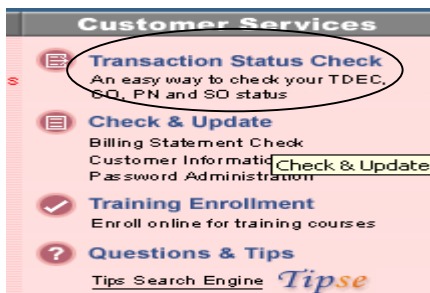 Customer Services
Transaction Status Check
s
An easy way to check your TDEC,
CO, PN and SO status
Check & Update
Billing Statement Check
Customer Informatio
Check & Update
Password Administration
Training Enrollment
Enroll online for training courses
Questions & Tips
Tips Search Engine Tipse